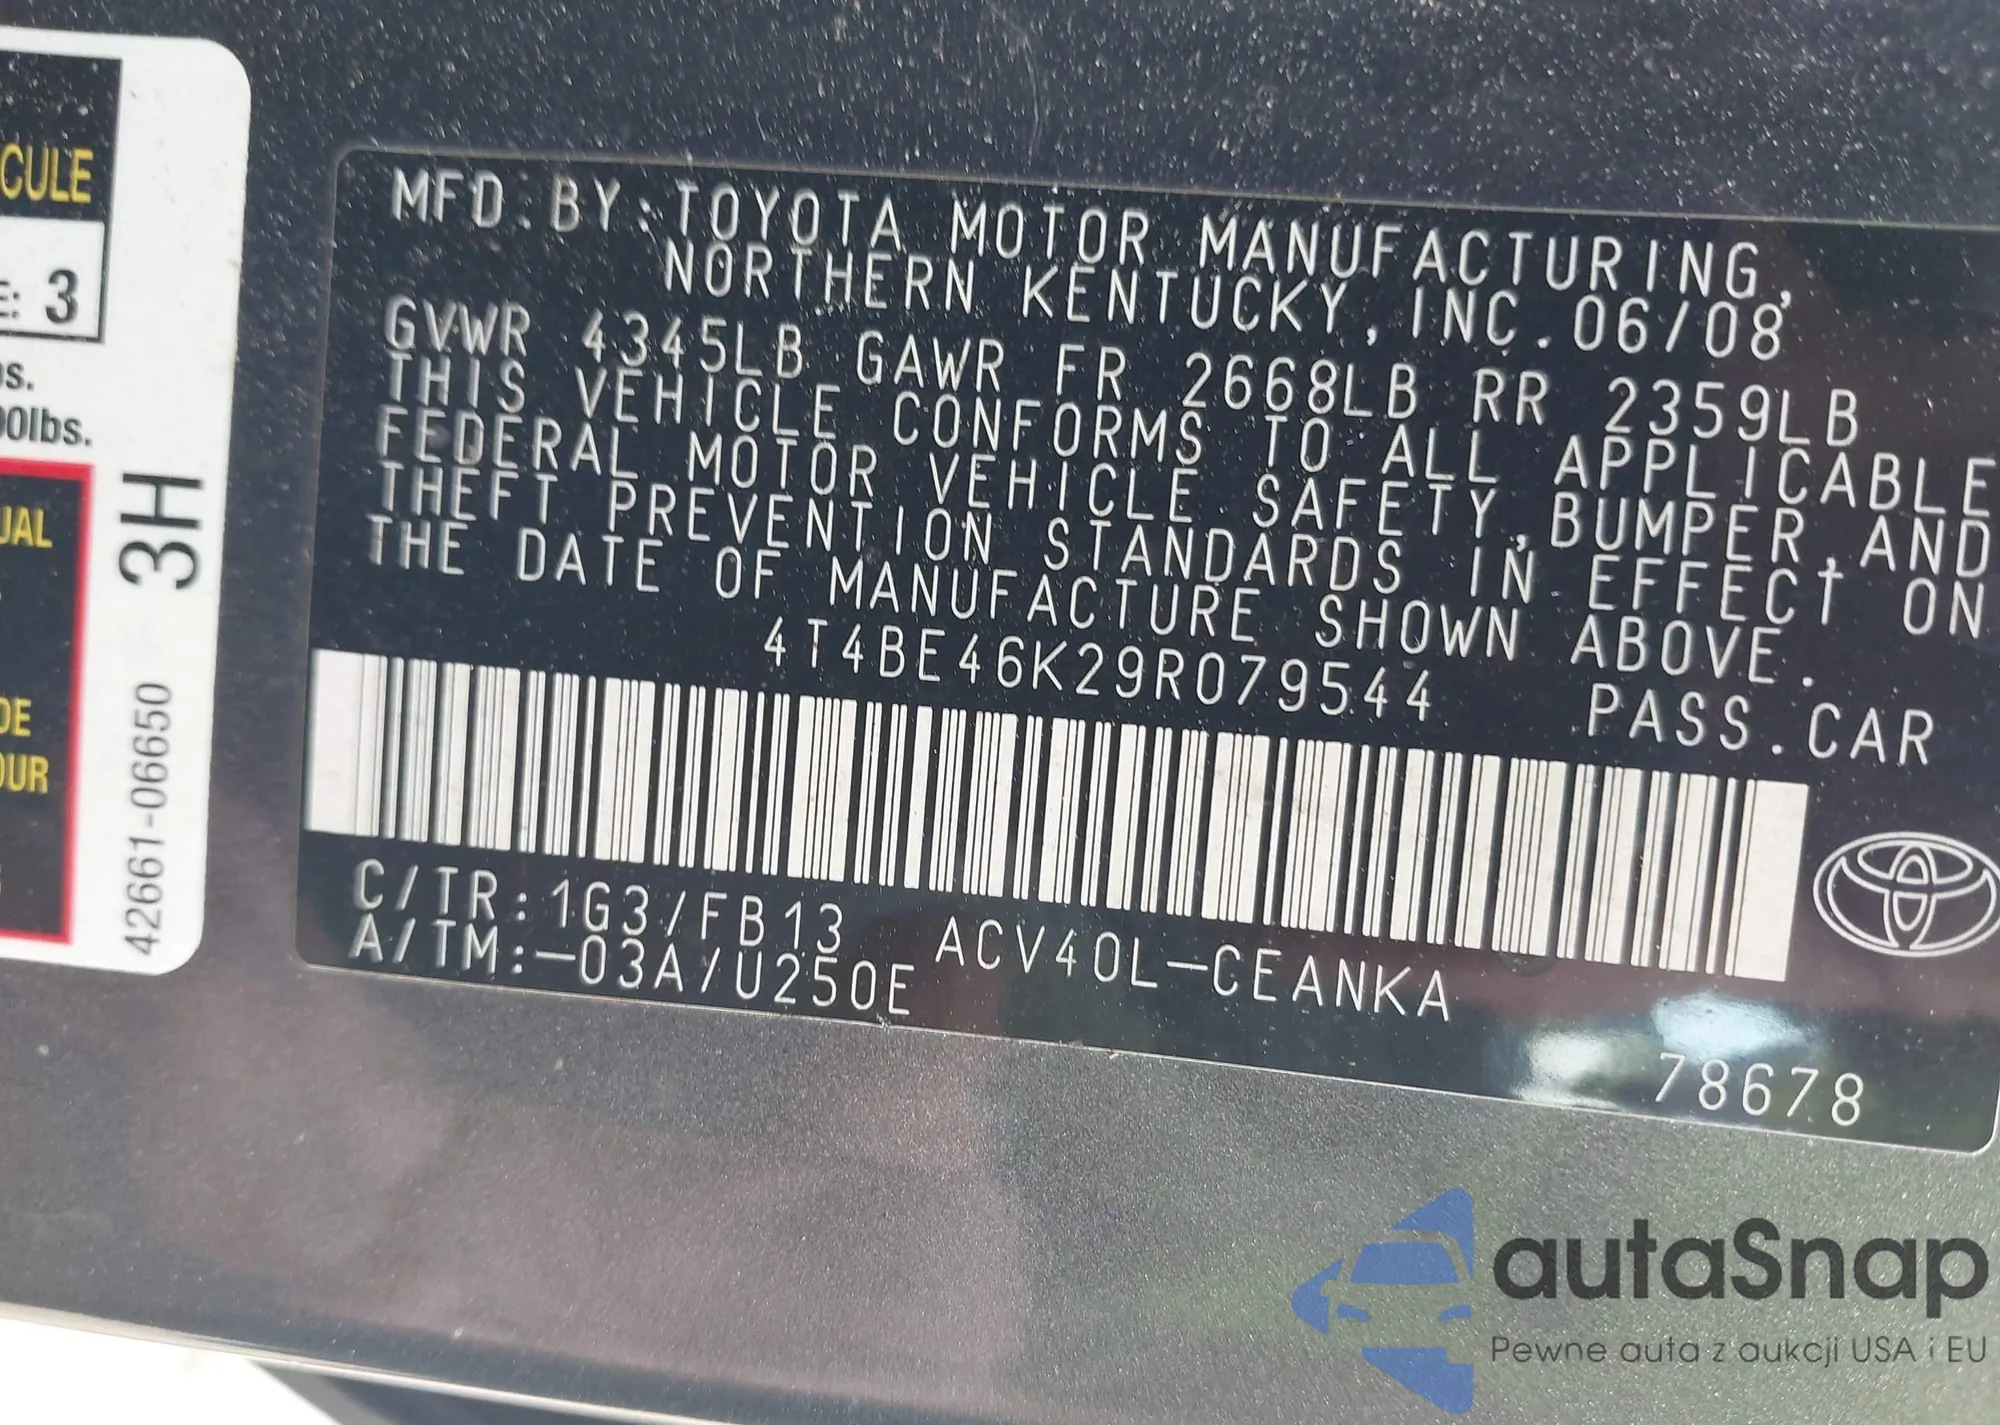 CULE
E: 3
os.
00lbs.
UAL
DE
OUR
3H
42661-06650
MFD.BY:TOYOTA MOTOR MANUFACTURING,
NORTHERN KENTUCKY, INC. 06/08
GVWR 4345LB GAWR FR 2668LB RR 2359LB
THIS VEHICLE CONFORMS TO ALL APPLICABLE
FEDERAL MOTOR VEHICLE SAFETY,BUMPER,AND
THEFT PREVENTION STANDARDS IN EFFECT ON
THE DATE OF MANUFACTURE SHOWN ABOVE.
4T4BE46K29R079544 PASS.CAR
C/TR:1G3/FB13 ACV40L-CEANKA
A/TM:-03A/U250E
78678
autaSnap
Pewne auta z aukcji USA i EU